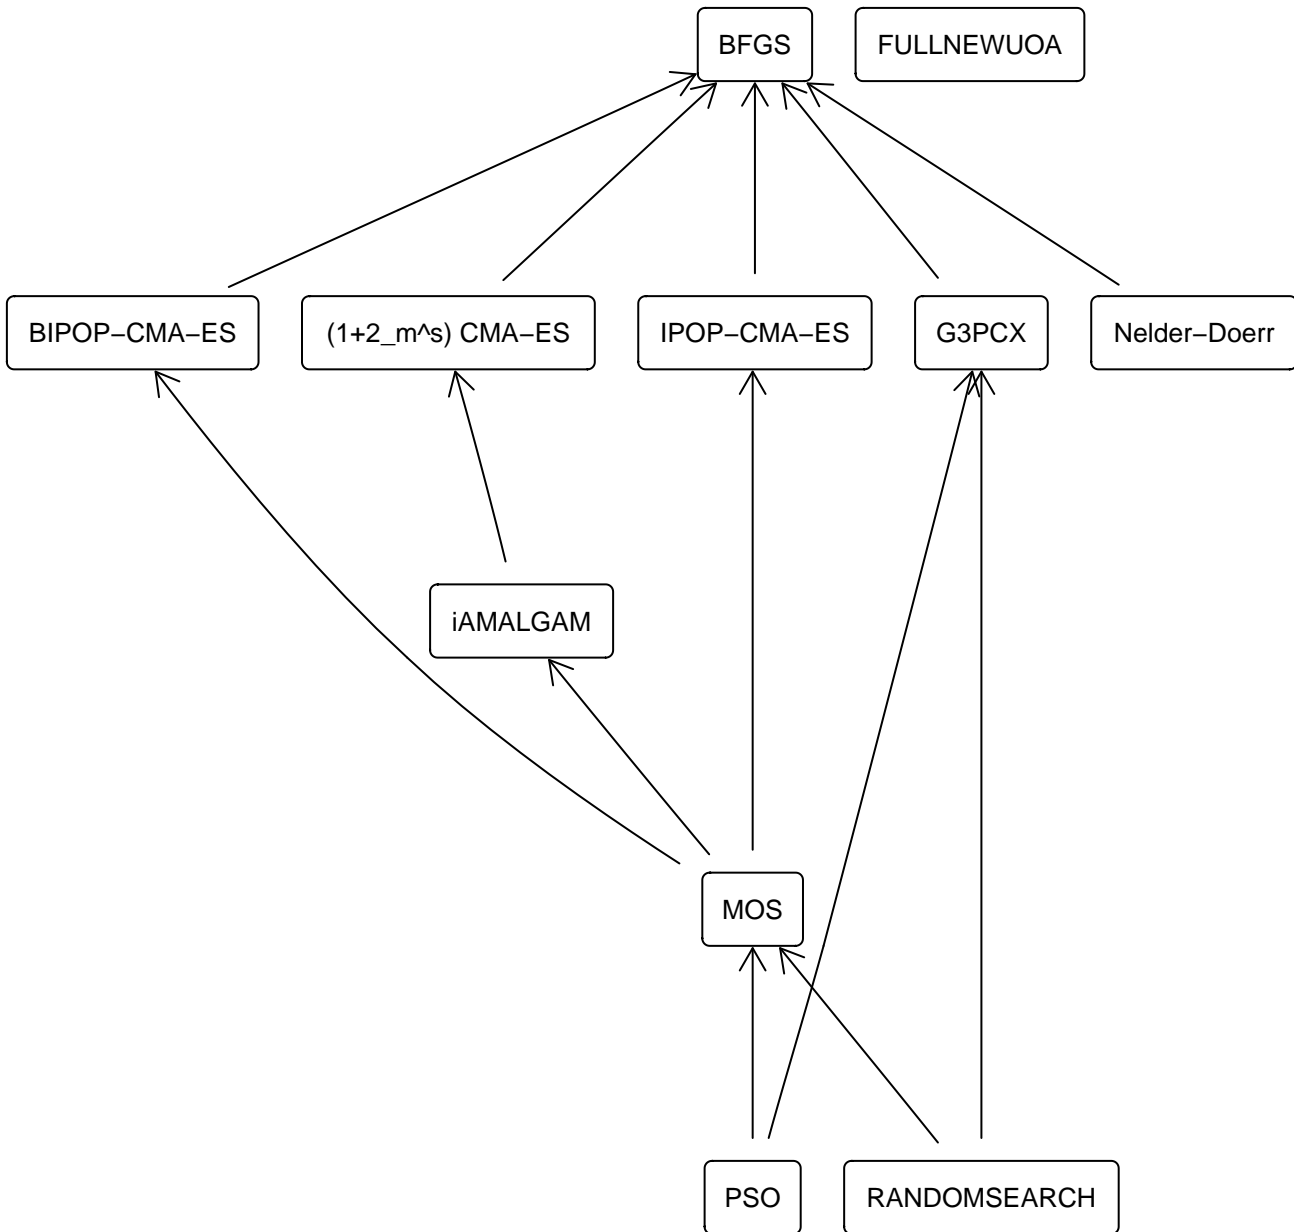 BFGS
FULLNEWUOA
BIPOP−CMA−ES
(1+2_m^s) CMA−ES
IPOP−CMA−ES
G3PCX
Nelder−Doerr
iAMALGAM
MOS
PSO
RANDOMSEARCH